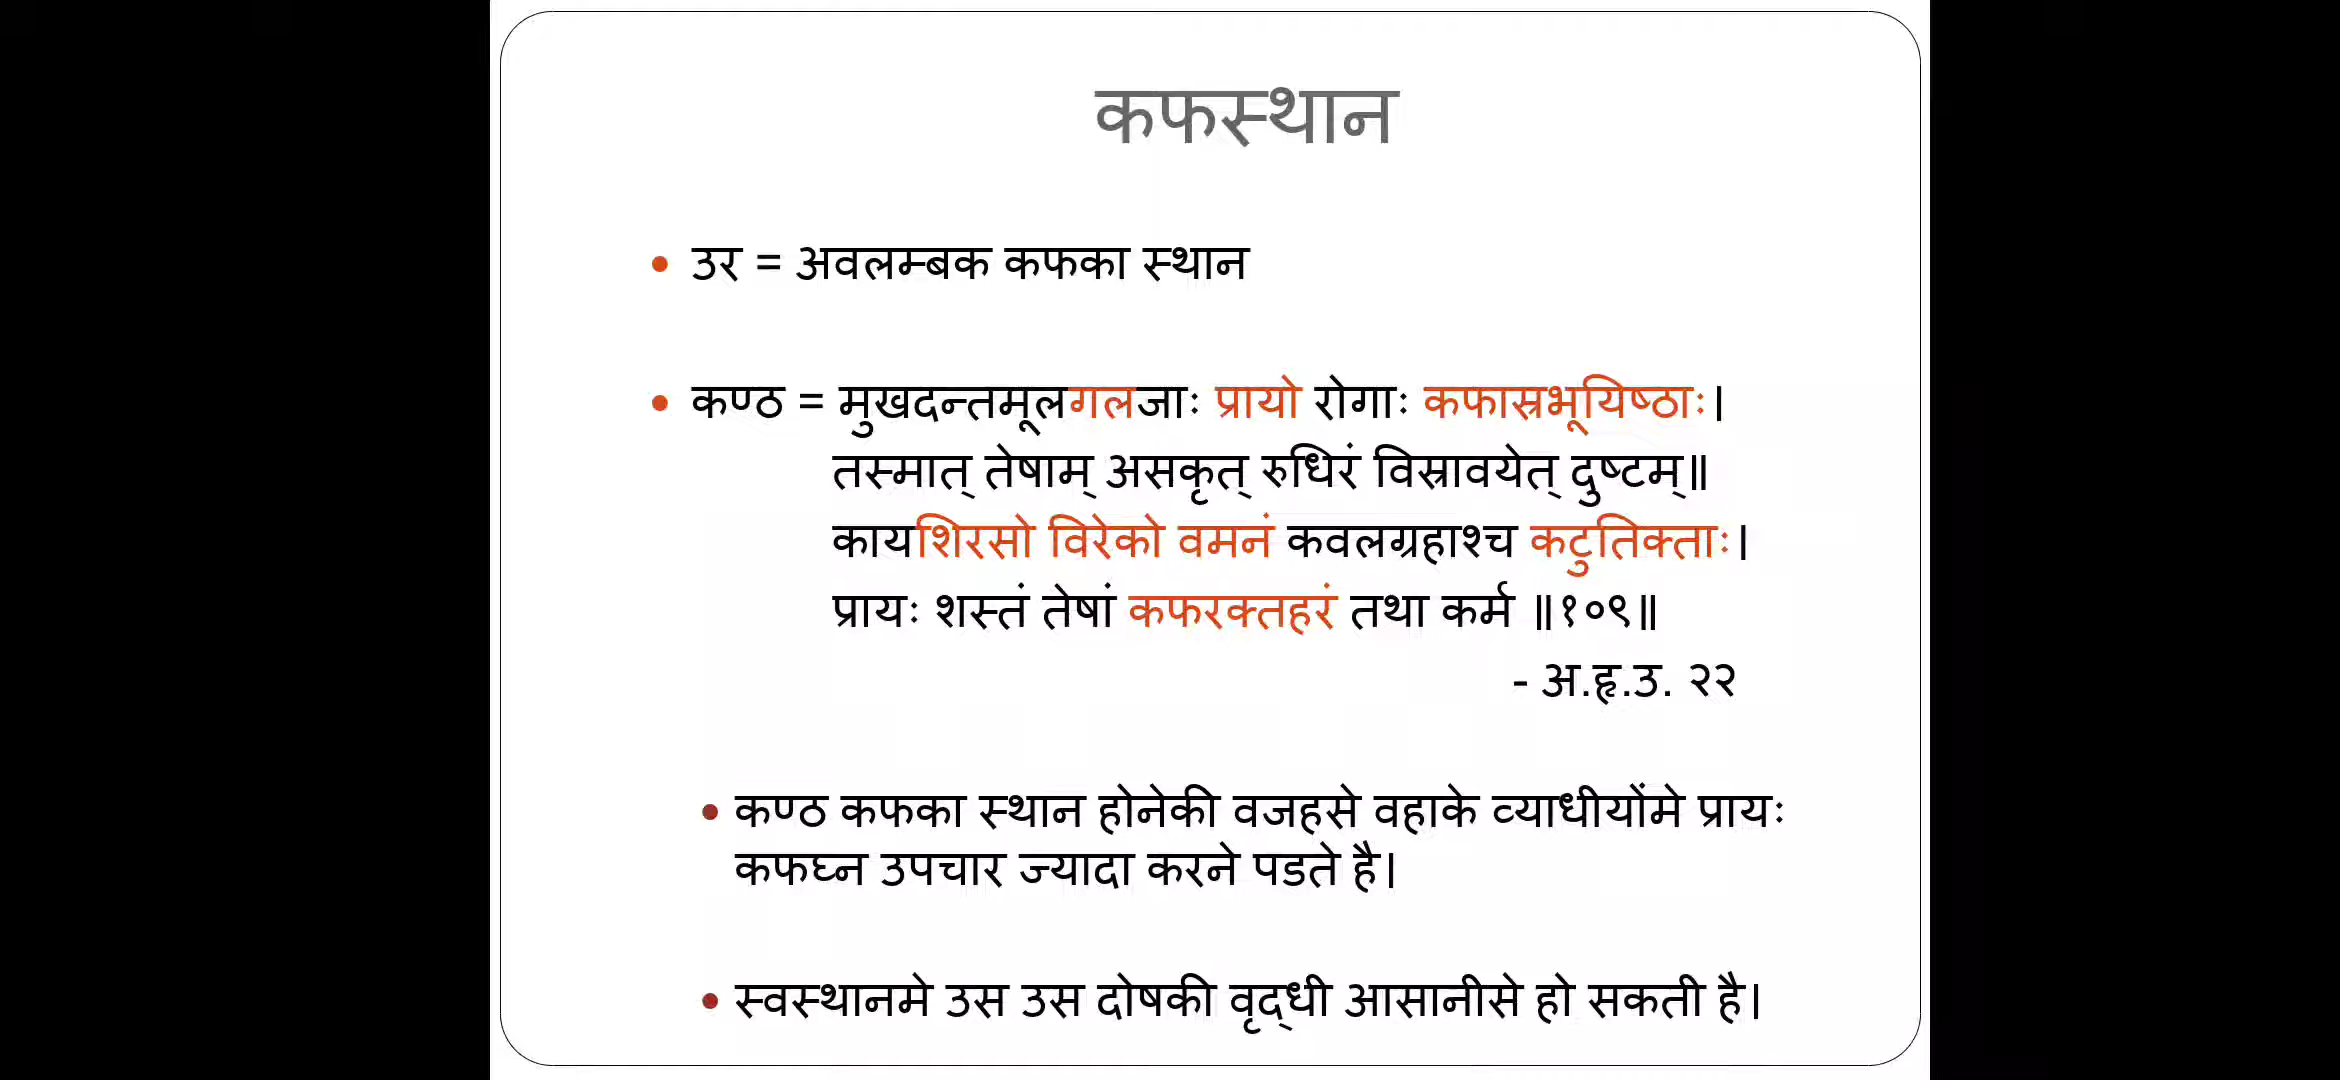 कफस्थान
• उर = अवलम्बक कफका स्थान
• कण्ठ = मुखदन्तमूलगलजाः प्रायो रोगाः कफास्रभूयिष्ठाः।
तस्मात् तेषाम् असकृत् रुधिरं विस्रावयेत् दुष्टम्॥
कायशिरसो विरेको वमनं कवलग्रहाश्च कटुतिक्ताः।
प्रायः शस्तं तेषां कफरक्तहरं तथा कर्म ॥१०९॥
- अ.हृ.उ. २२
• कण्ठ कफका स्थान होनेकी वजहसे वहाके व्याधीयोंमे प्रायः
कफघ्न उपचार ज्यादा करने पडते है।
• स्वस्थानमे उस उस दोषकी वृद्धी आसानीसे हो सकती है।